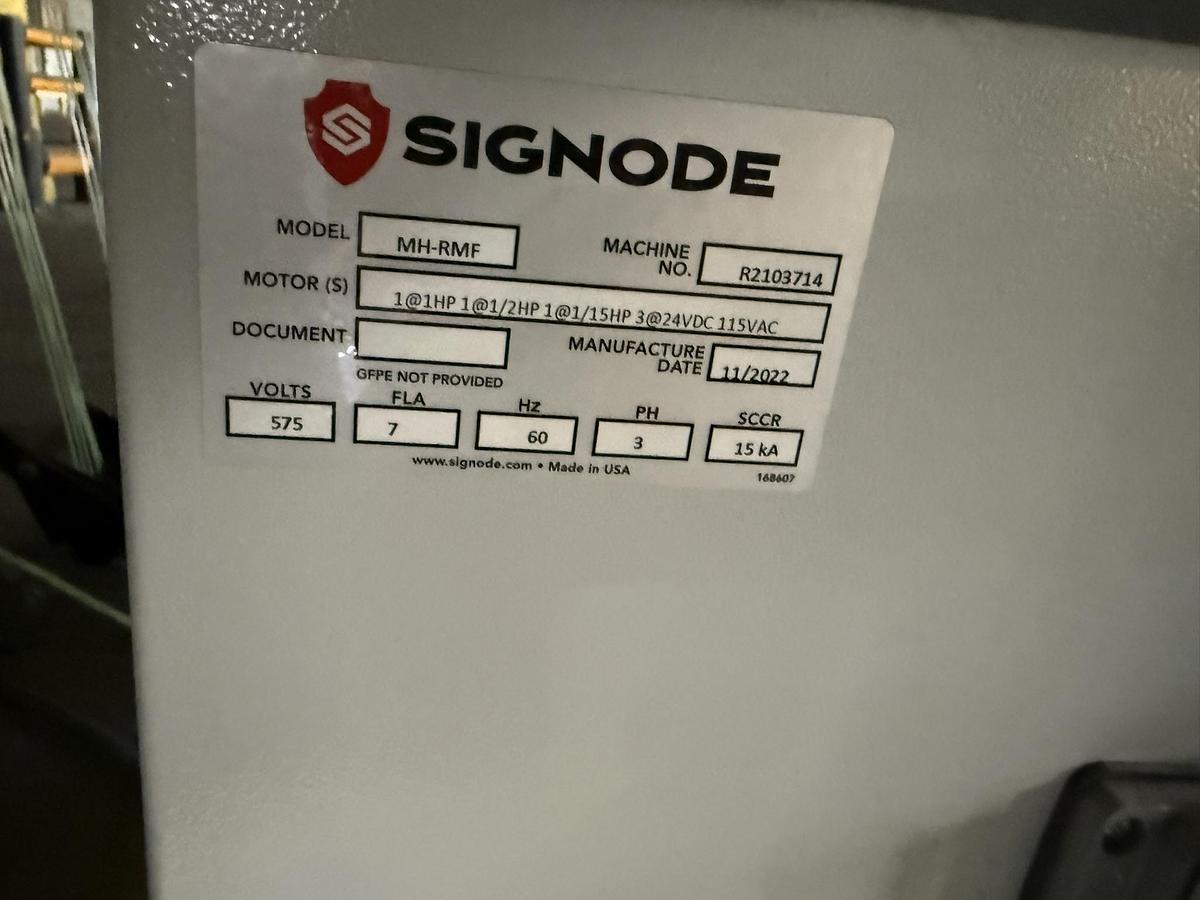 SIGNODE
MODEL MH-RMF MACHINE NO. R2103714
MOTOR (S) 1@1HP 1@1/2HP 1@1/15HP 3@24VDC 115VAC
DOCUMENT MANUFACTURE DATE 11/2022
GFPE NOT PROVIDED
VOLTS FLA Hz PH SCCR
575 7 60 3 15 kA
www.signode.com • Made in USA
168607